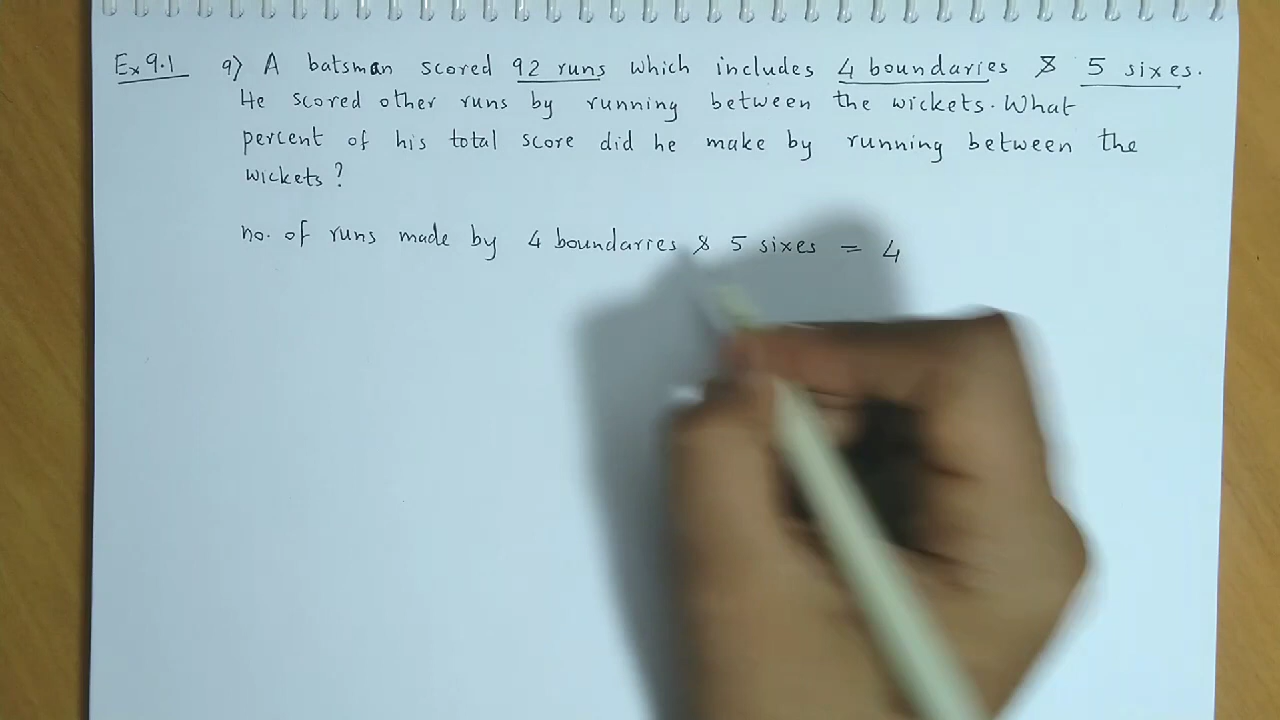 Ex 9.1 9) A batsman scored 92 runs which includes 4 boundaries & 5 sixes.
He scored other runs by running between the wickets. What
percent of his total score did he make by running between the
wickets?
no. of runs made by 4 boundaries & 5 sixes = 4